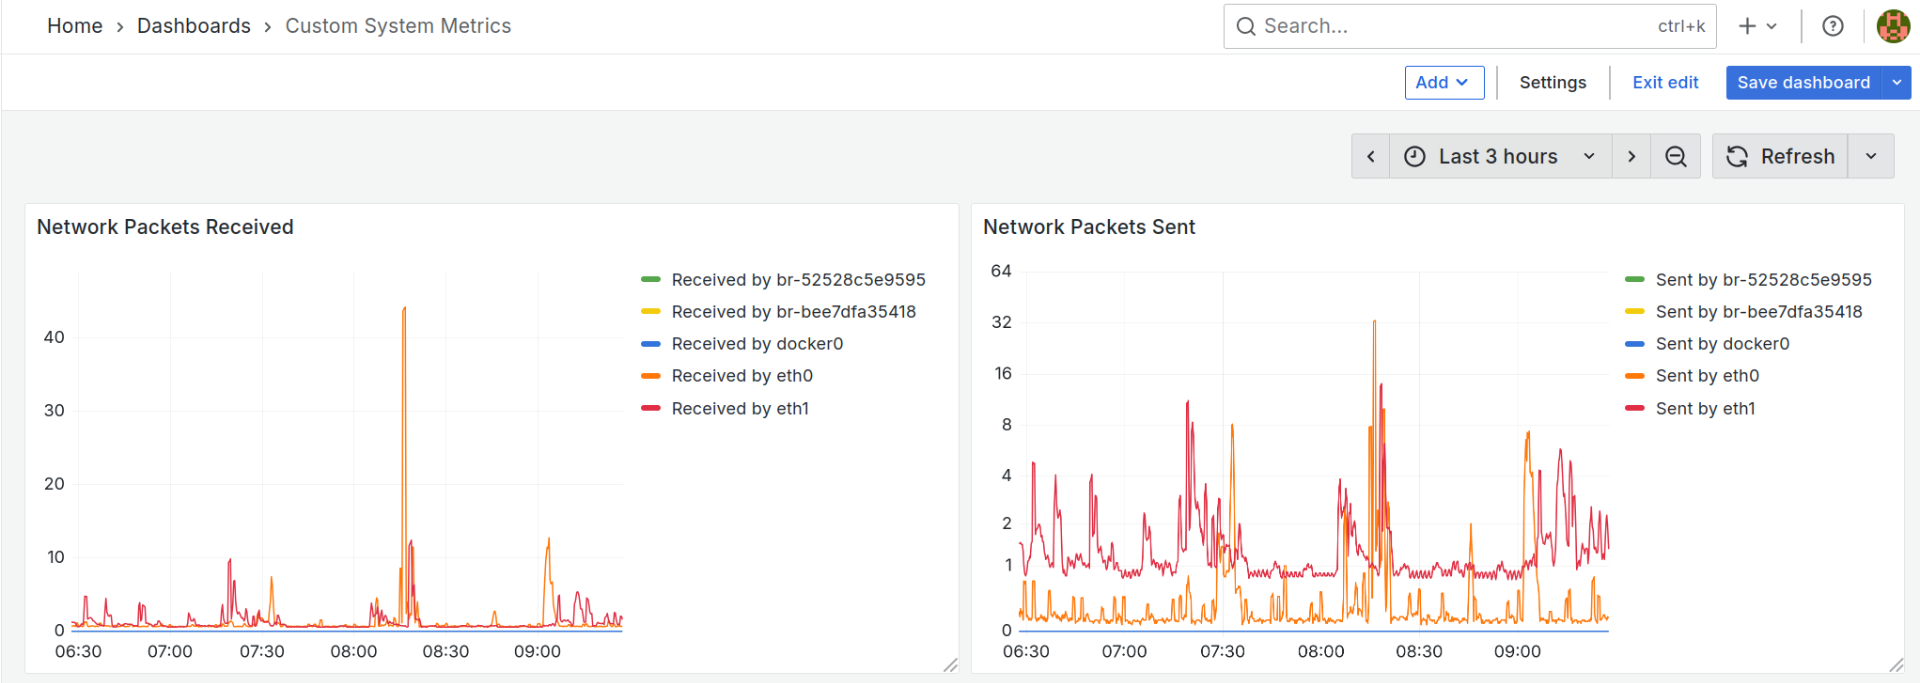 Home > Dashboards > Custom System Metrics
Search... ctrl+k
Add Settings Exit edit Save dashboard
Last 3 hours Refresh
Network Packets Received
40
30
20
10
0
06:30 07:00 07:30 08:00 08:30 09:00
Received by br-52528c5e9595
Received by br-bee7dfa35418
Received by docker0
Received by eth0
Received by eth1
Network Packets Sent
64
32
16
8
4
2
1
0
06:30 07:00 07:30 08:00 08:30 09:00
Sent by br-52528c5e9595
Sent by br-bee7dfa35418
Sent by docker0
Sent by eth0
Sent by eth1